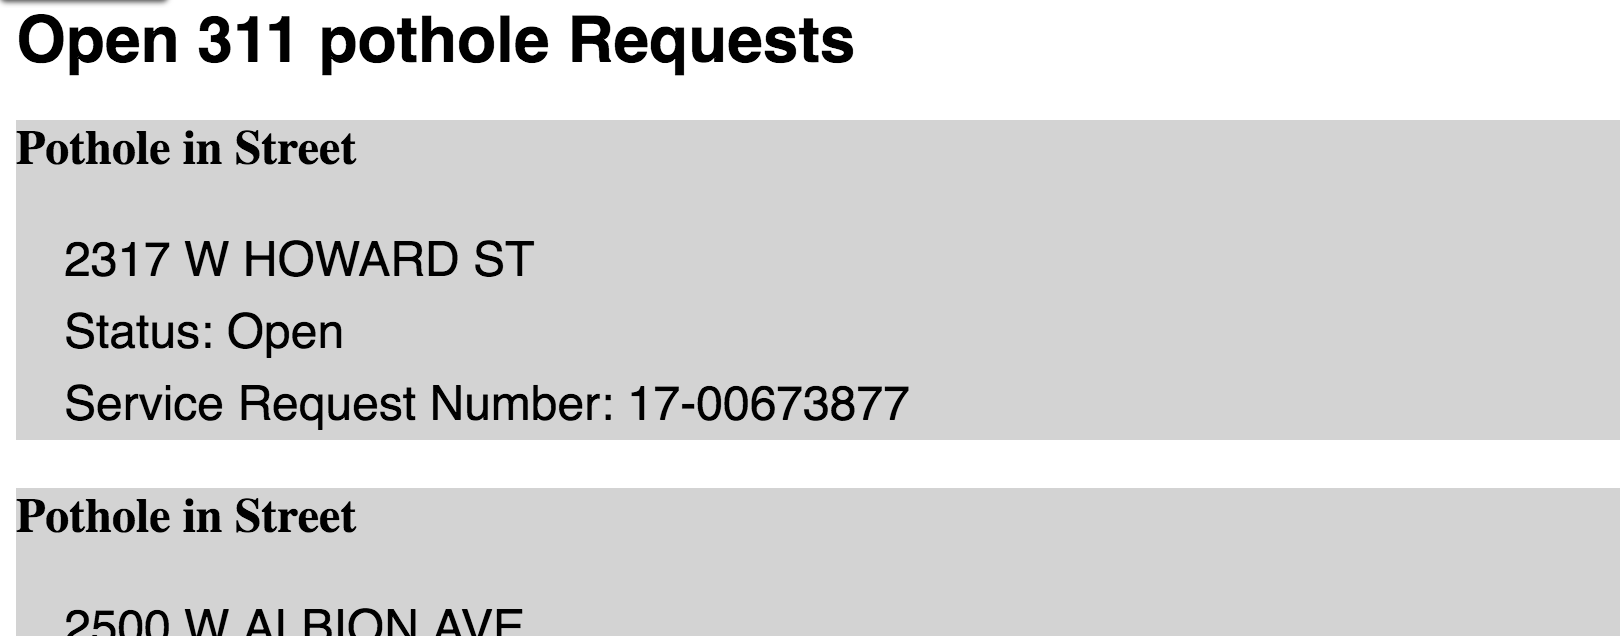 Open 311 pothole Requests
Pothole in Street
2317 W HOWARD ST
Status: Open
Service Request Number: 17-00673877
Pothole in Street
2500 W ALBION AVE